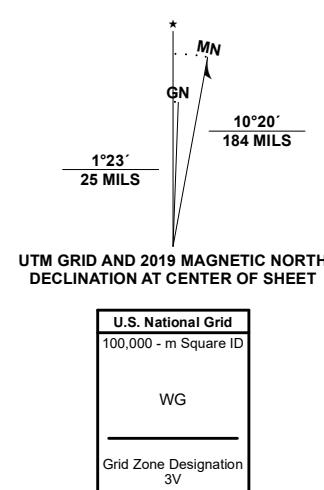 ★
MN
GN
10°20´
184 MILS
1°23´
25 MILS
UTM GRID AND 2019 MAGNETIC NORTH
DECLINATION AT CENTER OF SHEET
U.S. National Grid
100,000 - m Square ID
WG
Grid Zone Designation
3V